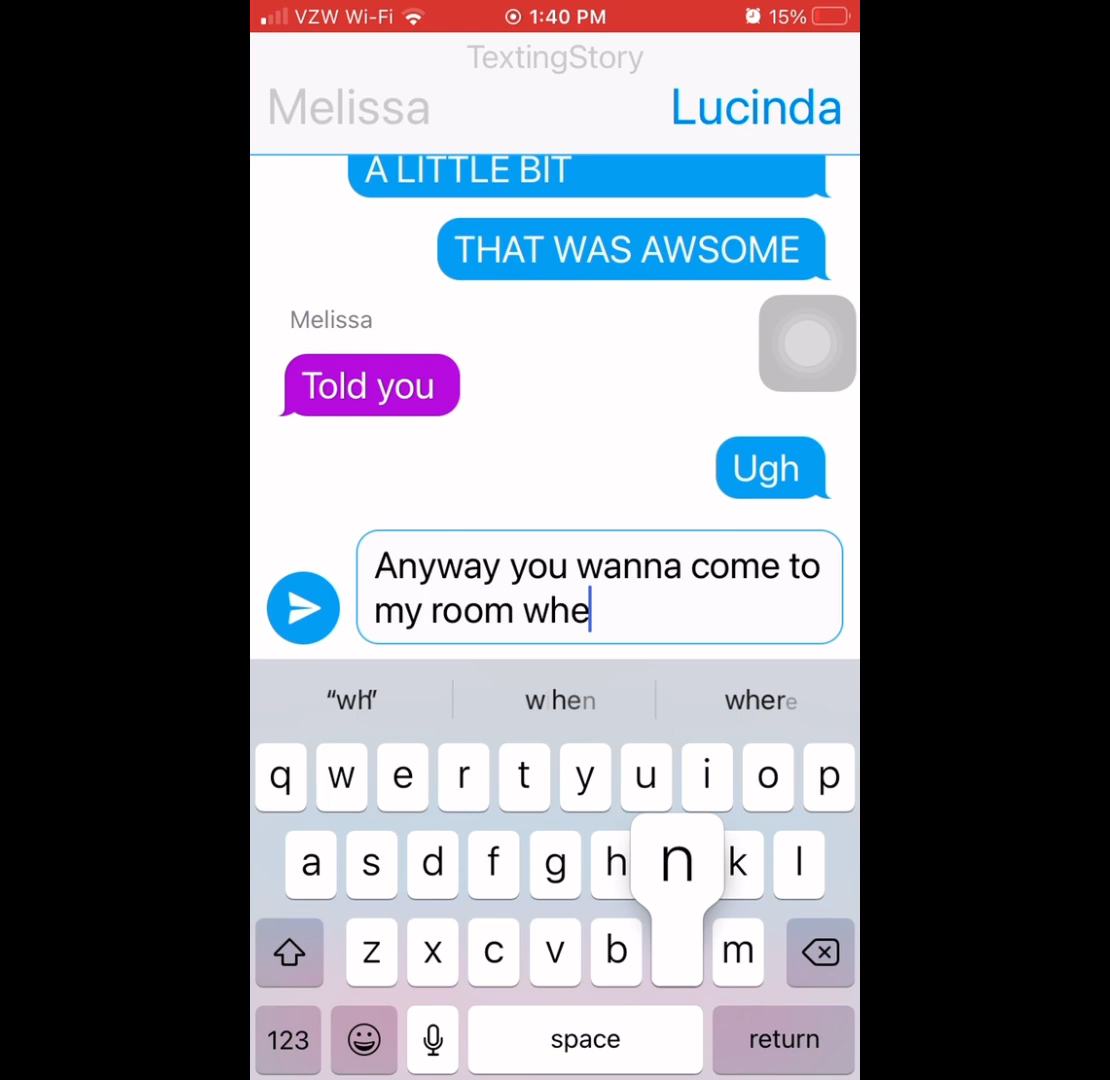 VZW Wi-Fi 1:40 PM 15%
TextingStory
Melissa Lucinda
A LITTLE BIT
THAT WAS AWSOME
Melissa
Told you
Ugh
Anyway you wanna come to
my room whe
“wh” when where
q w e r t y u i o p
a s d f g h n k l
z x c v b m
123 space return